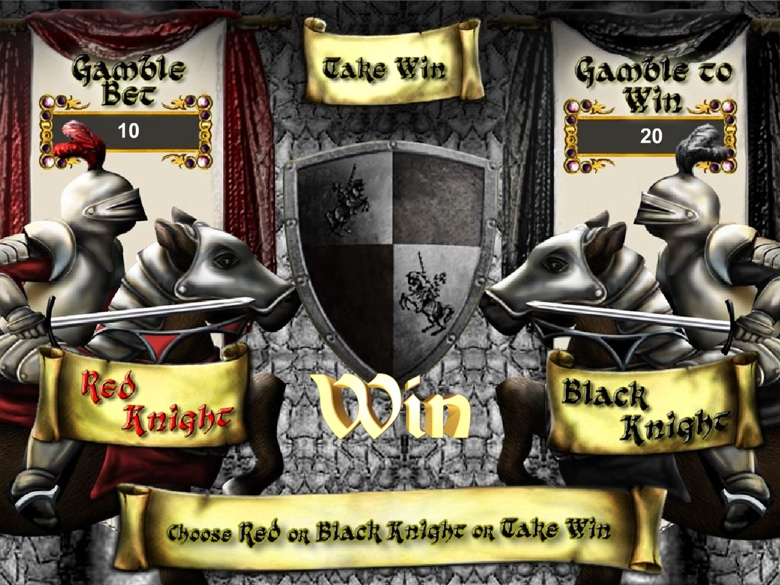 Gamble
Bet
10
Take Win
Gamble to
Win
20
Red
Knight
Win
Black
Knight
Choose Red or Black Knight or Take Win